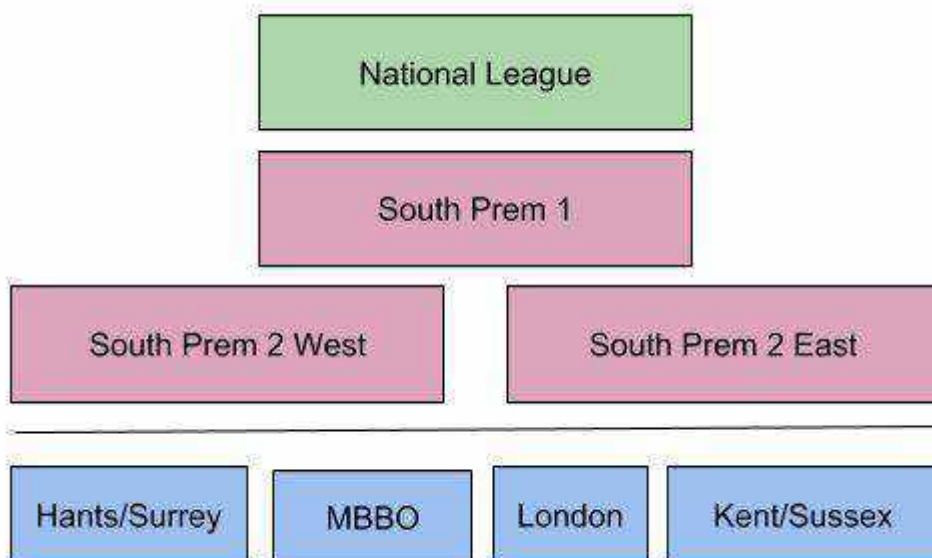 National League
South Prem 1
South Prem 2 West
South Prem 2 East
Hants/Surrey
MBBO
London
Kent/Sussex